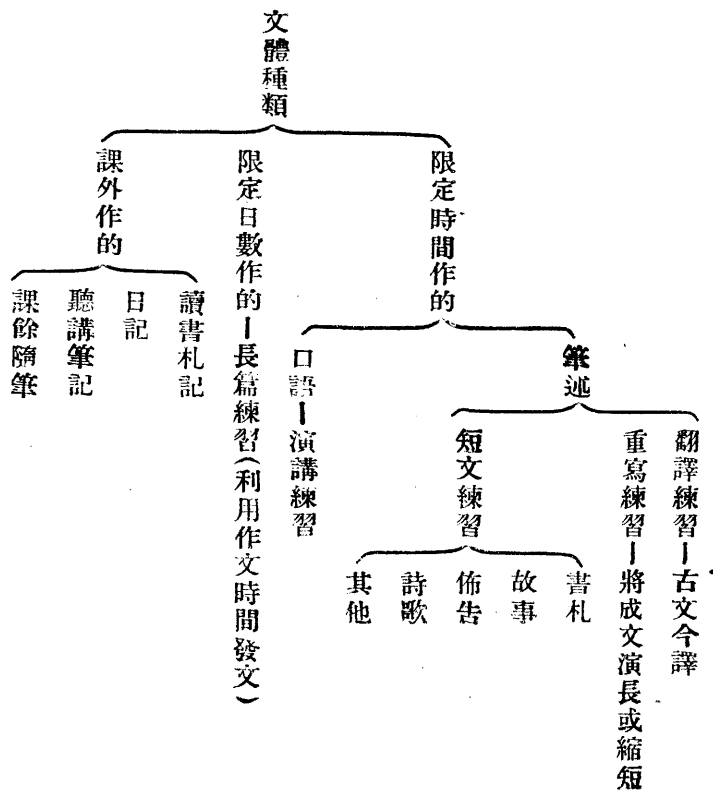 文體種類
限定時間作的
筆述
翻譯練習—古文今譯
重寫練習—將成文演長或縮短
短文練習
書札
故事
佈告
詩歌
其他
口語—演講練習
限定日數作的—長篇練習(利用作文時間發文)
課外作的
讀書札記
日記
聽講筆記
課餘隨筆